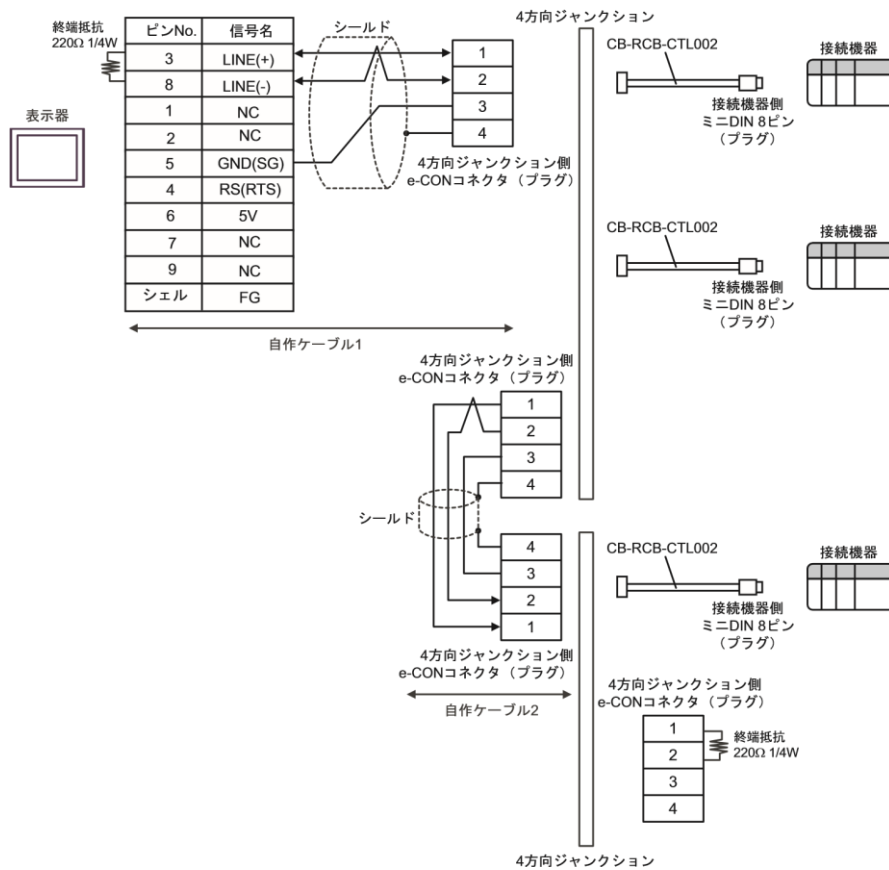 4方向ジャンクション
終端抵抗
220Ω 1/4W
表示器
ピンNo. 信号名
3 LINE(+)
8 LINE(-)
1 NC
2 NC
5 GND(SG)
4 RS(RTS)
6 5V
7 NC
9 NC
シェル FG
シールド
1
2
3
4
4方向ジャンクション側
e-CONコネクタ（プラグ）
自作ケーブル1
CB-RCB-CTL002
接続機器側
ミニDIN 8ピン
（プラグ）
接続機器
CB-RCB-CTL002
接続機器側
ミニDIN 8ピン
（プラグ）
接続機器
4方向ジャンクション側
e-CONコネクタ（プラグ）
1
2
3
4
シールド
4
3
2
1
4方向ジャンクション側
e-CONコネクタ（プラグ）
自作ケーブル2
CB-RCB-CTL002
接続機器側
ミニDIN 8ピン
（プラグ）
接続機器
4方向ジャンクション側
e-CONコネクタ（プラグ）
1
2
3
4
終端抵抗
220Ω 1/4W
4方向ジャンクション